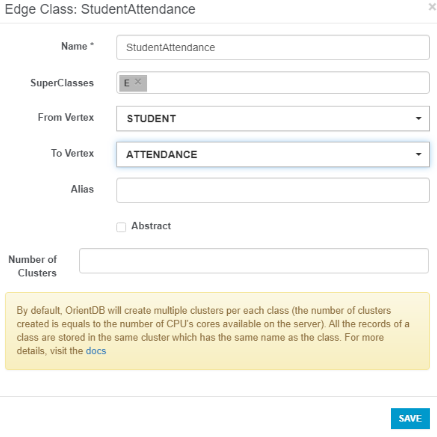 Edge Class: StudentAttendance ×
Name * StudentAttendance
SuperClasses E ×
From Vertex STUDENT
To Vertex ATTENDANCE
Alias
Abstract
Number of
Clusters
By default, OrientDB will create multiple clusters per each class (the number of clusters
created is equals to the number of CPU's cores available on the server). All the records of a
class are stored in the same cluster which has the same name as the class. For more
details, visit the docs
SAVE